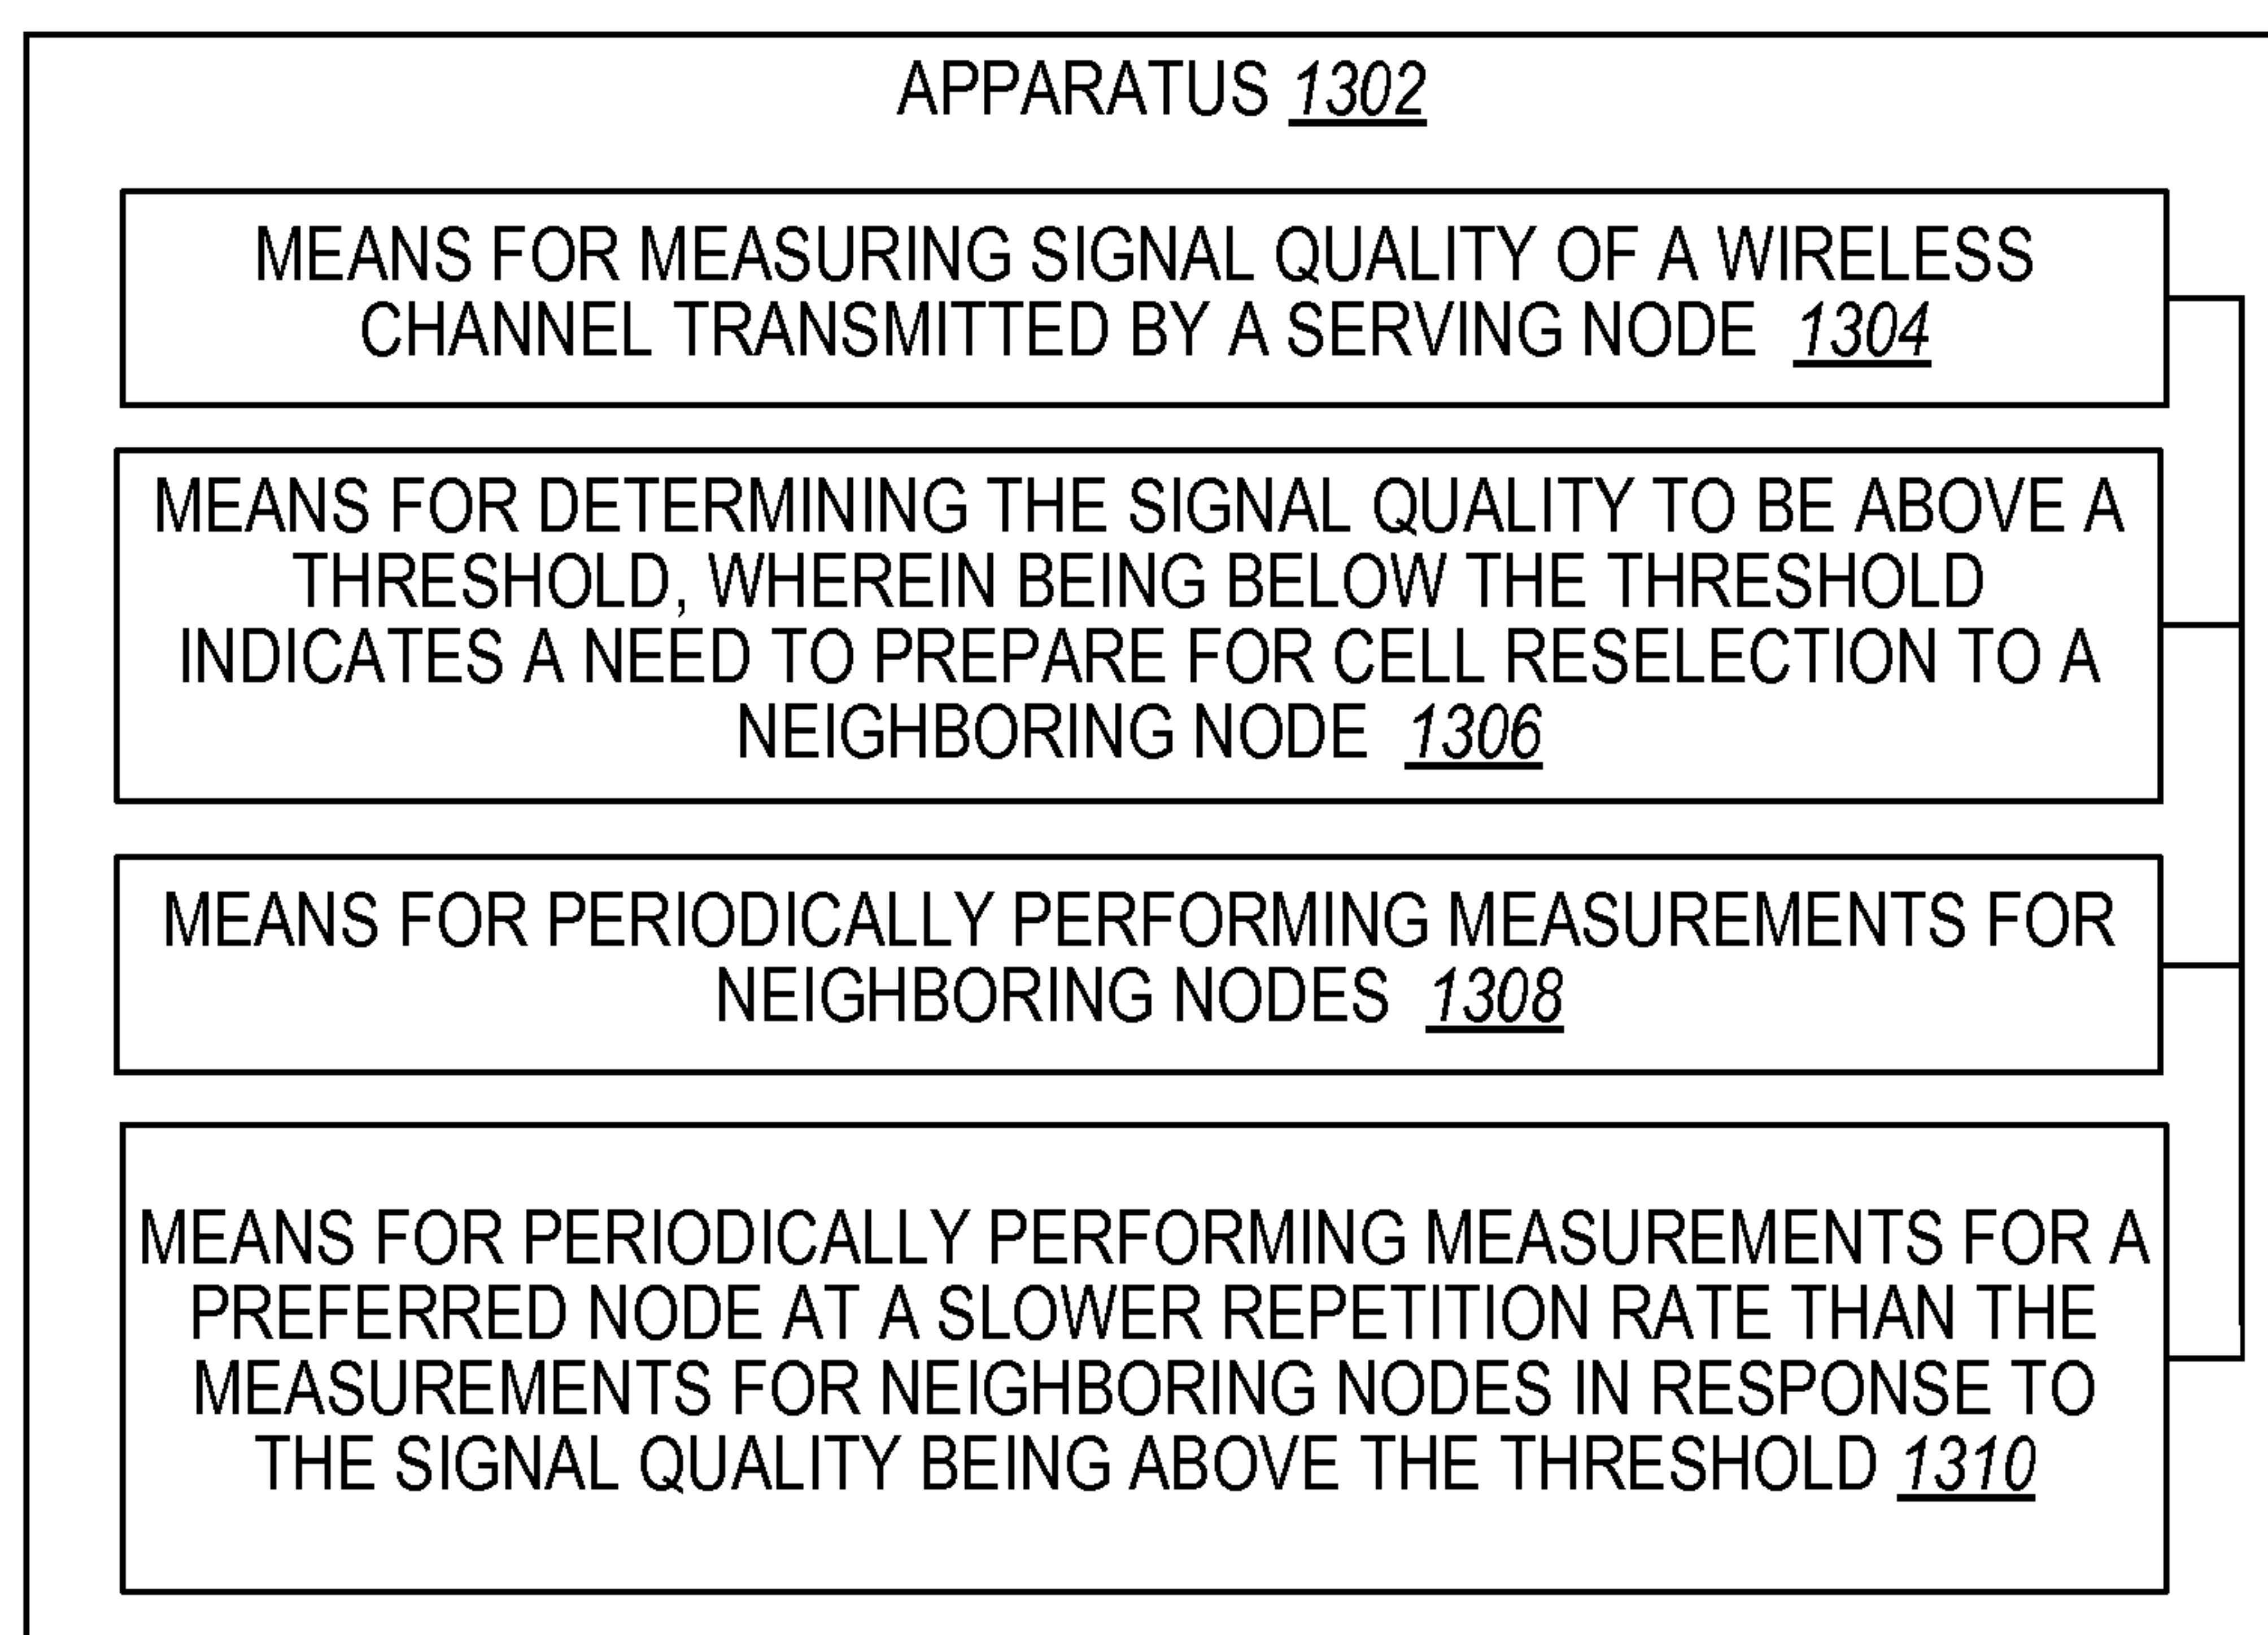 APPARATUS 1302
MEANS FOR MEASURING SIGNAL QUALITY OF A WIRELESS
CHANNEL TRANSMITTED BY A SERVING NODE 1304
MEANS FOR DETERMINING THE SIGNAL QUALITY TO BE ABOVE A
THRESHOLD, WHEREIN BEING BELOW THE THRESHOLD
INDICATES A NEED TO PREPARE FOR CELL RESELECTION TO A
NEIGHBORING NODE 1306
MEANS FOR PERIODICALLY PERFORMING MEASUREMENTS FOR
NEIGHBORING NODES 1308
MEANS FOR PERIODICALLY PERFORMING MEASUREMENTS FOR A
PREFERRED NODE AT A SLOWER REPETITION RATE THAN THE
MEASUREMENTS FOR NEIGHBORING NODES IN RESPONSE TO
THE SIGNAL QUALITY BEING ABOVE THE THRESHOLD 1310